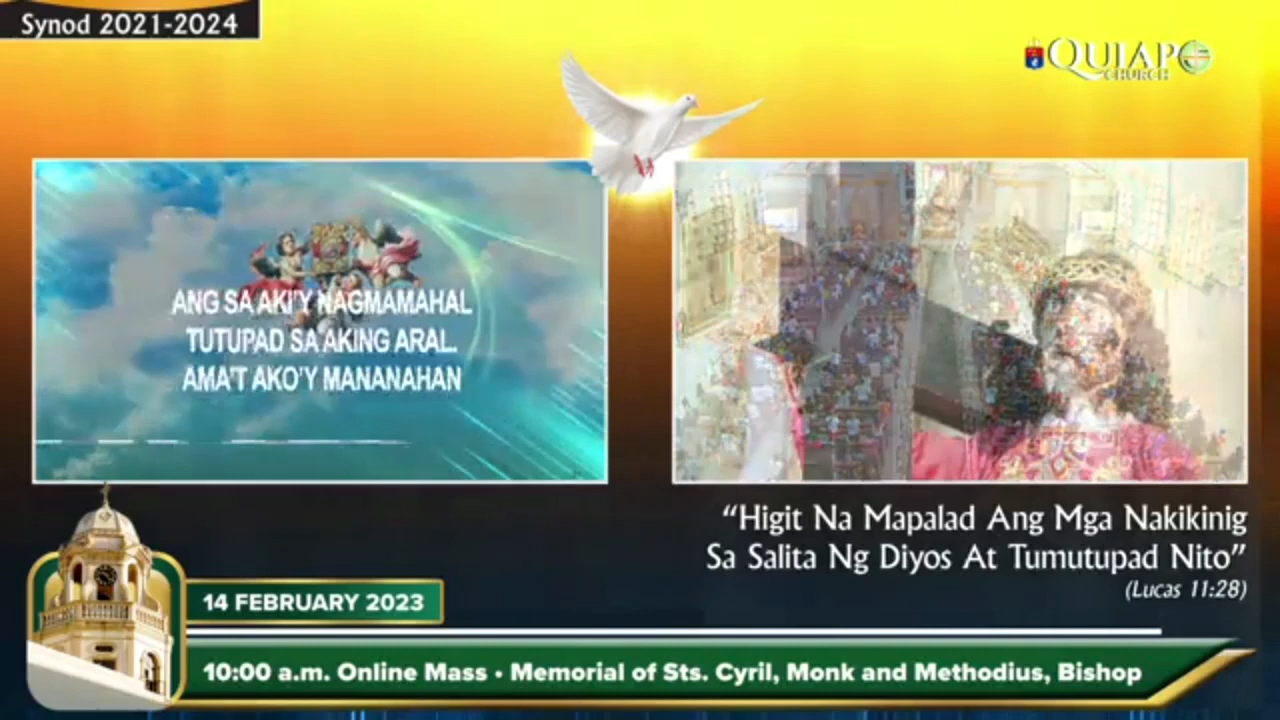 Synod 2021-2024
QUIAPO
CHURCH
ANG SA AKI'Y NAGMAMAHAL
TUTUPAD SA AKING ARAL.
AMA'T AKO'Y MANANAHAN
“Higit Na Mapalad Ang Mga Nakikinig
Sa Salita Ng Diyos At Tumutupad Nito”
(Lucas 11:28)
14 FEBRUARY 2023
10:00 a.m. Online Mass • Memorial of Sts. Cyril, Monk and Methodius, Bishop